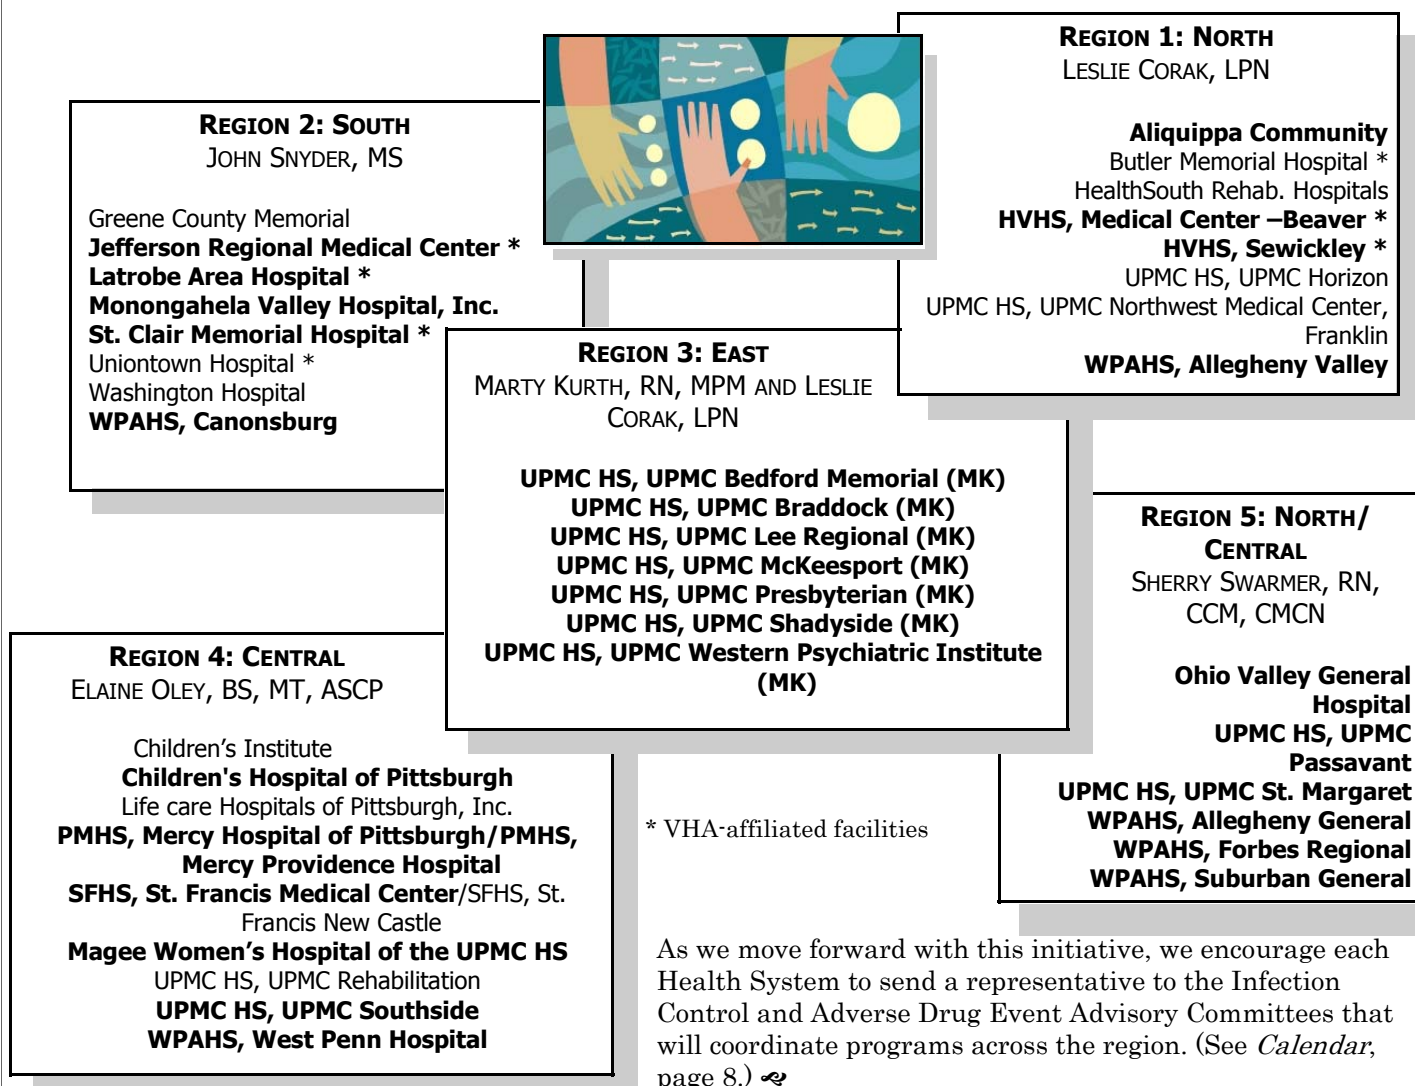 REGION 1: NORTH
LESLIE CORAK, LPN
Aliquippa Community
Butler Memorial Hospital *
HealthSouth Rehab. Hospitals
HVHS, Medical Center –Beaver *
HVHS, Sewickley *
UPMC HS, UPMC Horizon
UPMC HS, UPMC Northwest Medical Center,
Franklin
WPAHS, Allegheny Valley
REGION 2: SOUTH
JOHN SNYDER, MS
Greene County Memorial
Jefferson Regional Medical Center *
Latrobe Area Hospital *
Monongahela Valley Hospital, Inc.
St. Clair Memorial Hospital *
Uniontown Hospital *
Washington Hospital
WPAHS, Canonsburg
REGION 3: EAST
MARTY KURTH, RN, MPM AND LESLIE
CORAK, LPN
UPMC HS, UPMC Bedford Memorial (MK)
UPMC HS, UPMC Braddock (MK)
UPMC HS, UPMC Lee Regional (MK)
UPMC HS, UPMC McKeesport (MK)
UPMC HS, UPMC Presbyterian (MK)
UPMC HS, UPMC Shadyside (MK)
UPMC HS, UPMC Western Psychiatric Institute
(MK)
REGION 4: CENTRAL
ELAINE OLEY, BS, MT, ASCP
Children’s Institute
Children's Hospital of Pittsburgh
Life care Hospitals of Pittsburgh, Inc.
PMHS, Mercy Hospital of Pittsburgh/PMHS,
Mercy Providence Hospital
SFHS, St. Francis Medical Center/SFHS, St.
Francis New Castle
Magee Women’s Hospital of the UPMC HS
UPMC HS, UPMC Rehabilitation
UPMC HS, UPMC Southside
WPAHS, West Penn Hospital
REGION 5: NORTH/
CENTRAL
SHERRY SWARMER, RN,
CCM, CMCN
Ohio Valley General
Hospital
UPMC HS, UPMC
Passavant
UPMC HS, UPMC St. Margaret
WPAHS, Allegheny General
WPAHS, Forbes Regional
WPAHS, Suburban General
* VHA-affiliated facilities
As we move forward with this initiative, we encourage each
Health System to send a representative to the Infection
Control and Adverse Drug Event Advisory Committees that
will coordinate programs across the region. (See Calendar,
page 8.)